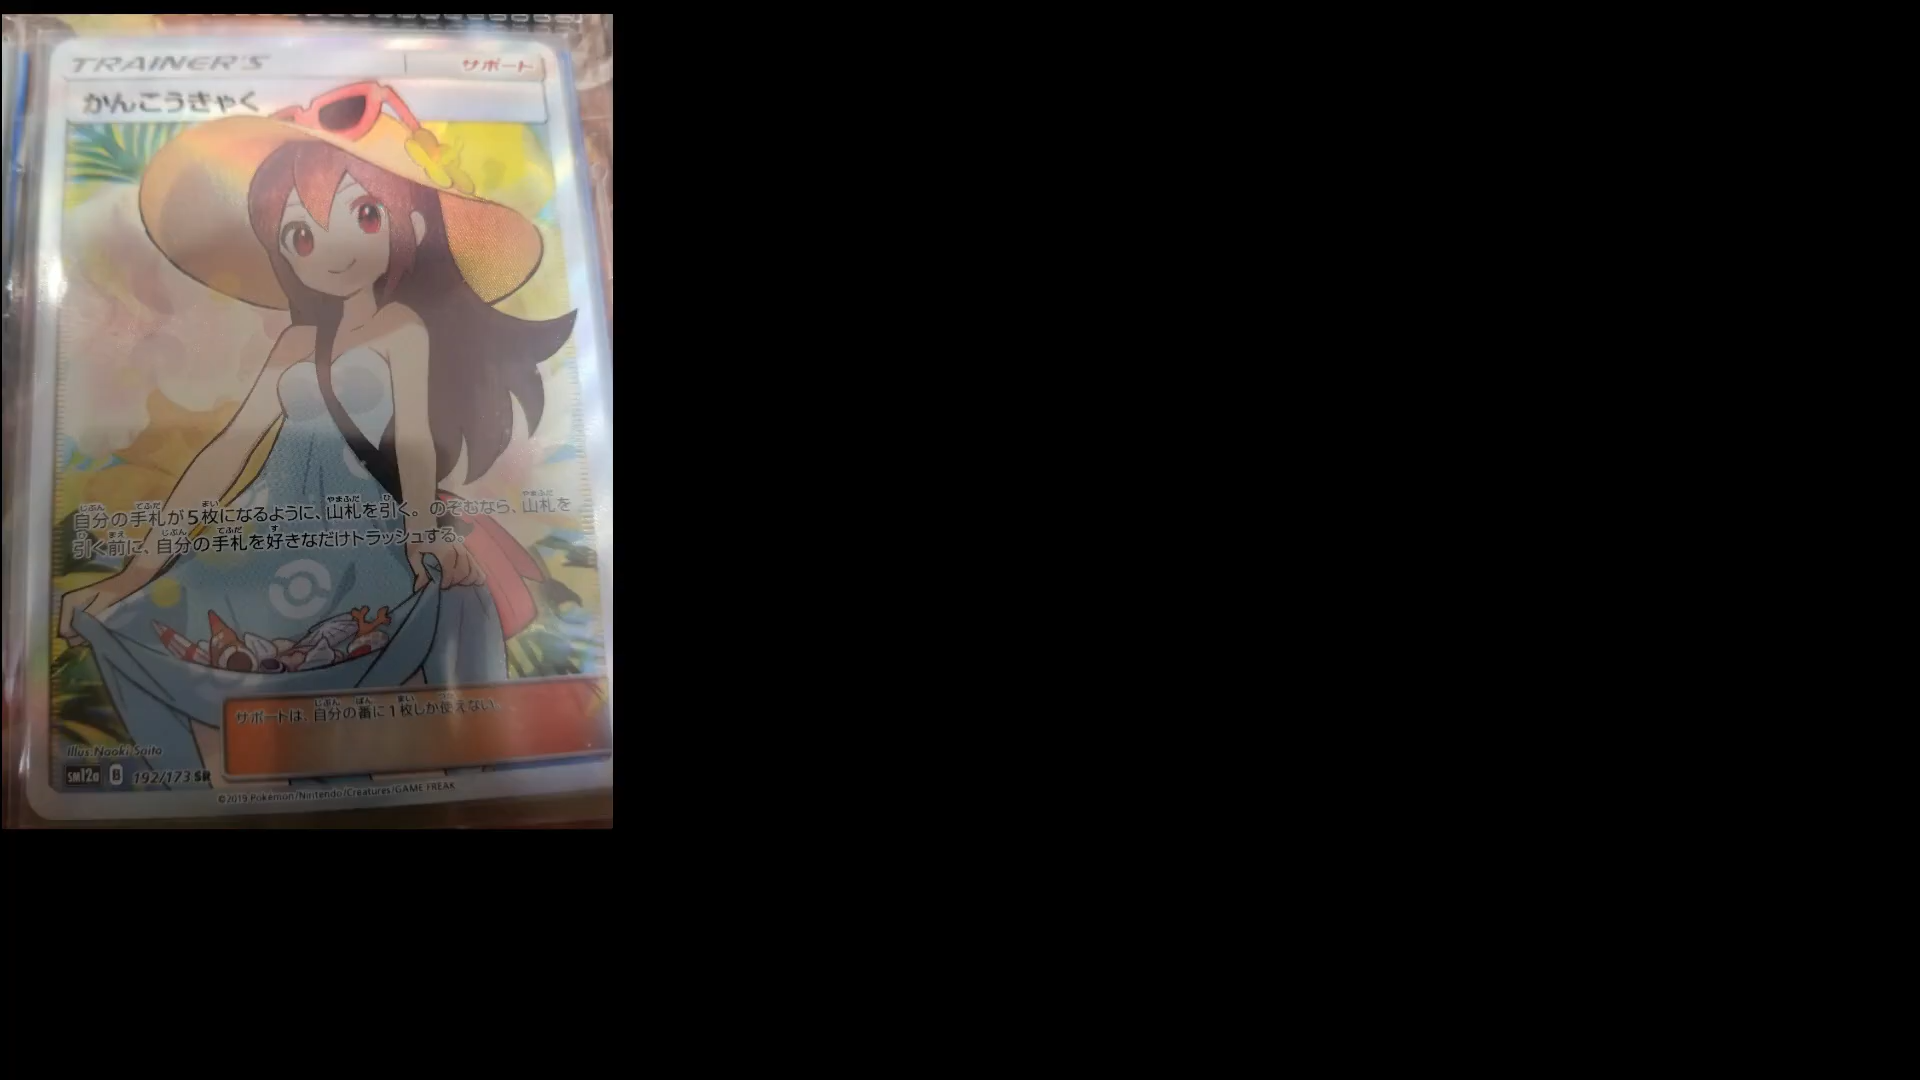 TRAINER'S
サポート
かんこうきゃく
自分の手札が5枚になるように、山札を引く。のぞむなら、山札を
引く前に、自分の手札を好きなだけトラッシュする。
サポートは、自分の番に1枚しか使えない。
Illus. Naoki Saito
SM12a B 192/173 SR
©2019 Pokémon/Nintendo/Creatures/GAME FREAK